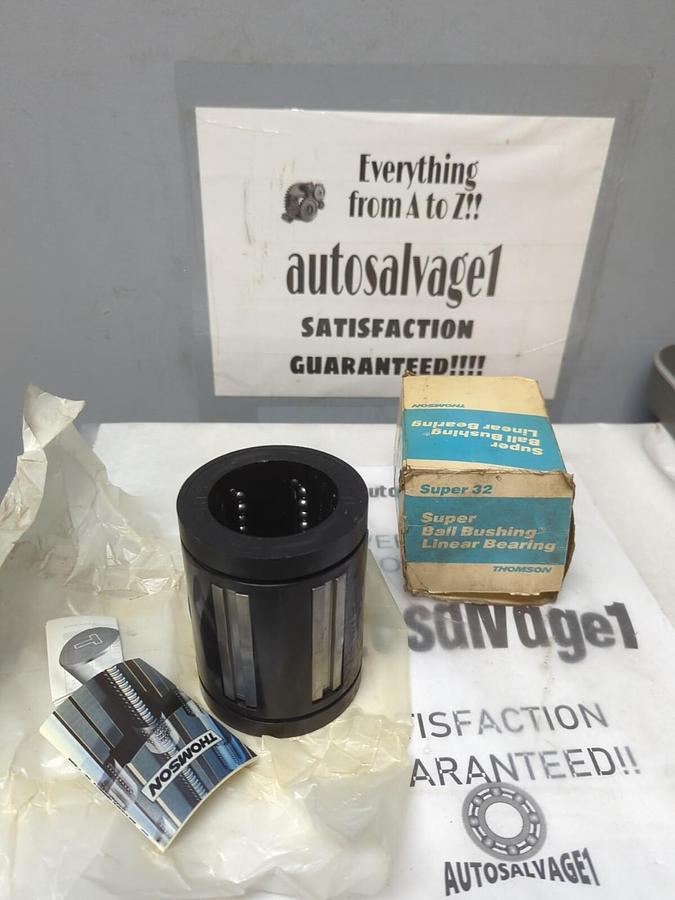 Everything
from A to Z!!
autosalvage1
SATISFACTION
GUARANTEED!!!!
THOMSON
Super
Ball Bushing
Linear Bearing
Super 32
Super
Ball Bushing
Linear Bearing
THOMSON
salvage1
TISFACTION
ARANTEED!!
AUTOSALVAGE1
THOMSON